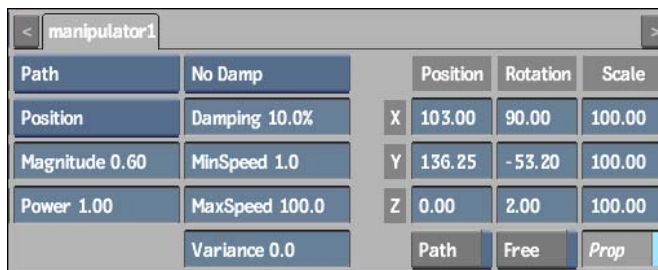 < manipulator1 >
Path No Damp Position Rotation Scale
Position Damping 10.0% X 103.00 90.00 100.00
Magnitude 0.60 MinSpeed 1.0 Y 136.25 -53.20 100.00
Power 1.00 MaxSpeed 100.0 Z 0.00 2.00 100.00
Variance 0.0 Path Free Prop